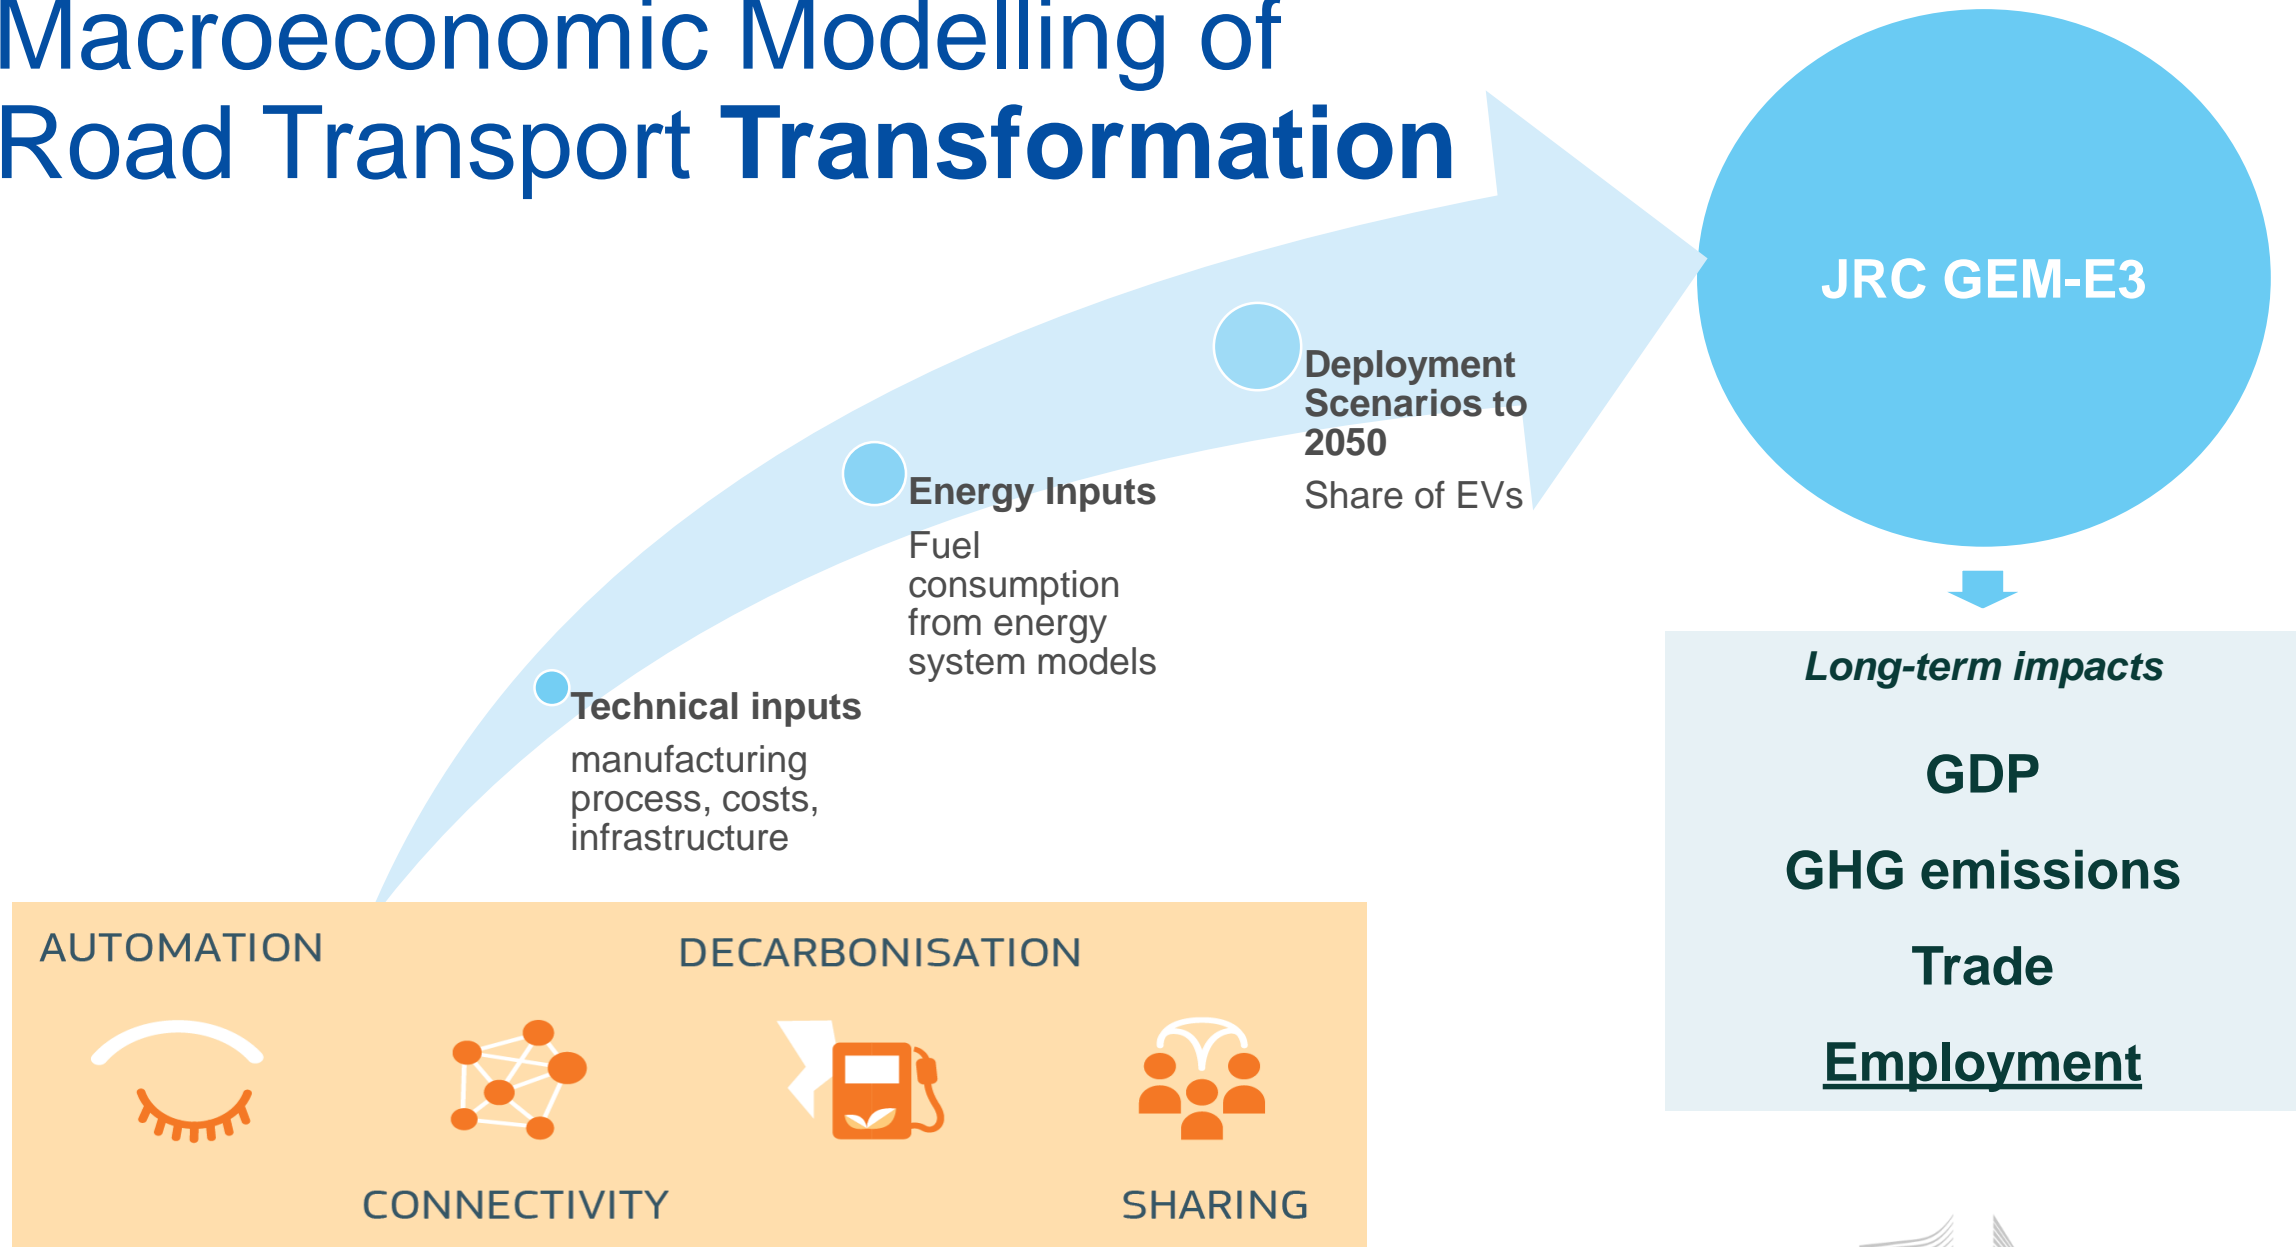 Macroeconomic Modelling of
Road Transport Transformation
JRC GEM-E3
Deployment
Scenarios to
2050
Share of EVs
Energy Inputs
Fuel
consumption
from energy
system models
Technical inputs
manufacturing
process, costs,
infrastructure
Long-term impacts
GDP
GHG emissions
Trade
Employment
AUTOMATION
DECARBONISATION
CONNECTIVITY
SHARING